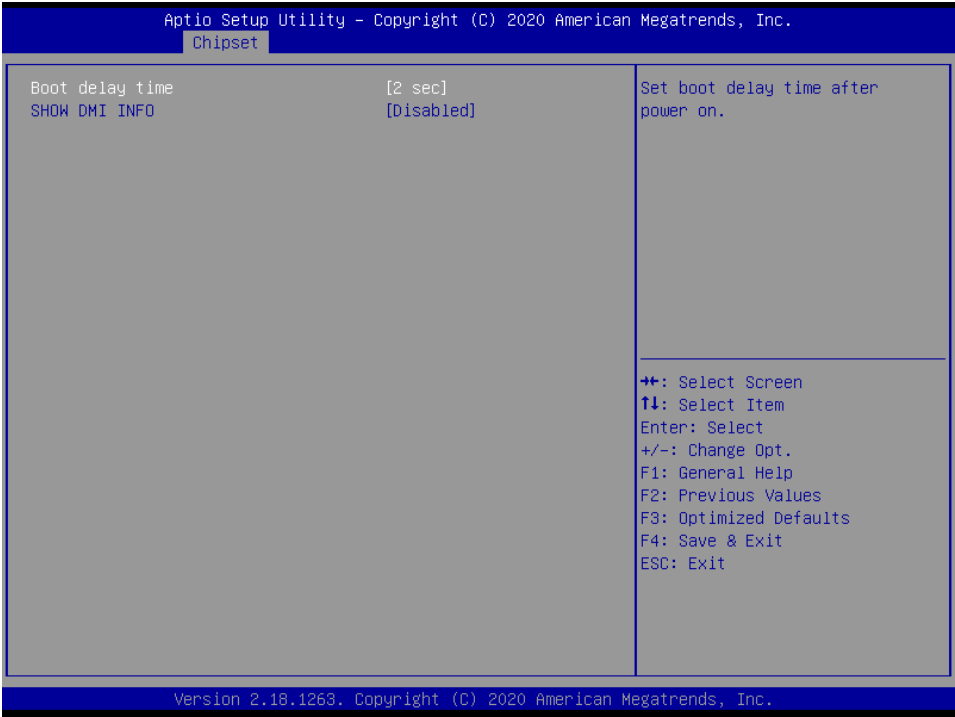 Aptio Setup Utility – Copyright (C) 2020 American Megatrends, Inc.
Chipset
Boot delay time [2 sec]
SHOW DMI INFO [Disabled]
Set boot delay time after
power on.
→←: Select Screen
↑↓: Select Item
Enter: Select
+/-: Change Opt.
F1: General Help
F2: Previous Values
F3: Optimized Defaults
F4: Save & Exit
ESC: Exit
Version 2.18.1263. Copyright (C) 2020 American Megatrends, Inc.